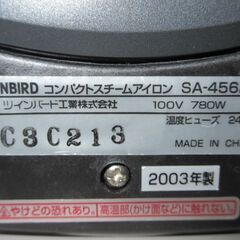 NBIRD コンパクトスチームアイロン SA-456
ツインバード工業株式会社 100V 780W
温度ヒューズ 24
C3C213
MADE IN CH
2003年製
やけどの恐れあり。高温部(かけ面など)に触れない。